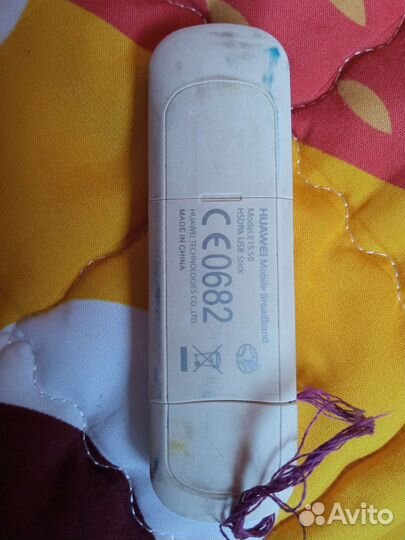 HUAWEI Mobile Broadband
Model:E1550
HSDPA USB Stick
CE0682
HUAWEI TECHNOLOGIES CO.,LTD.
MADE IN CHINA
Avito